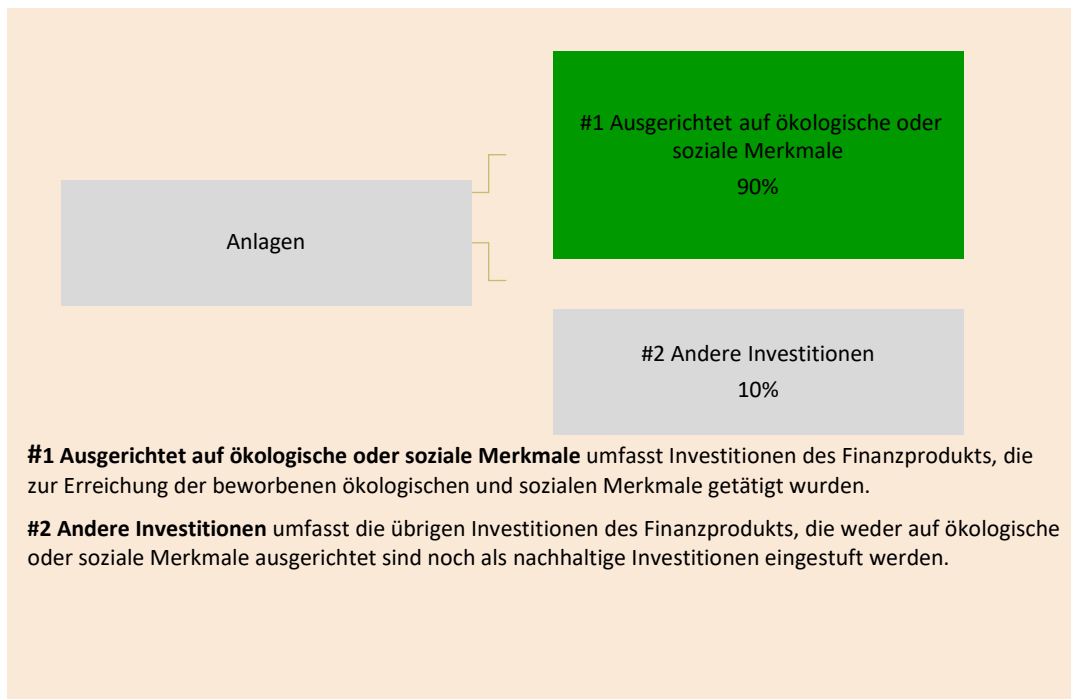 #1 Ausgerichtet auf ökologische oder
soziale Merkmale
90%
Anlagen
#2 Andere Investitionen
10%
#1 Ausgerichtet auf ökologische oder soziale Merkmale umfasst Investitionen des Finanzprodukts, die
zur Erreichung der beworbenen ökologischen und sozialen Merkmale getätigt wurden.
#2 Andere Investitionen umfasst die übrigen Investitionen des Finanzprodukts, die weder auf ökologische
oder soziale Merkmale ausgerichtet sind noch als nachhaltige Investitionen eingestuft werden.